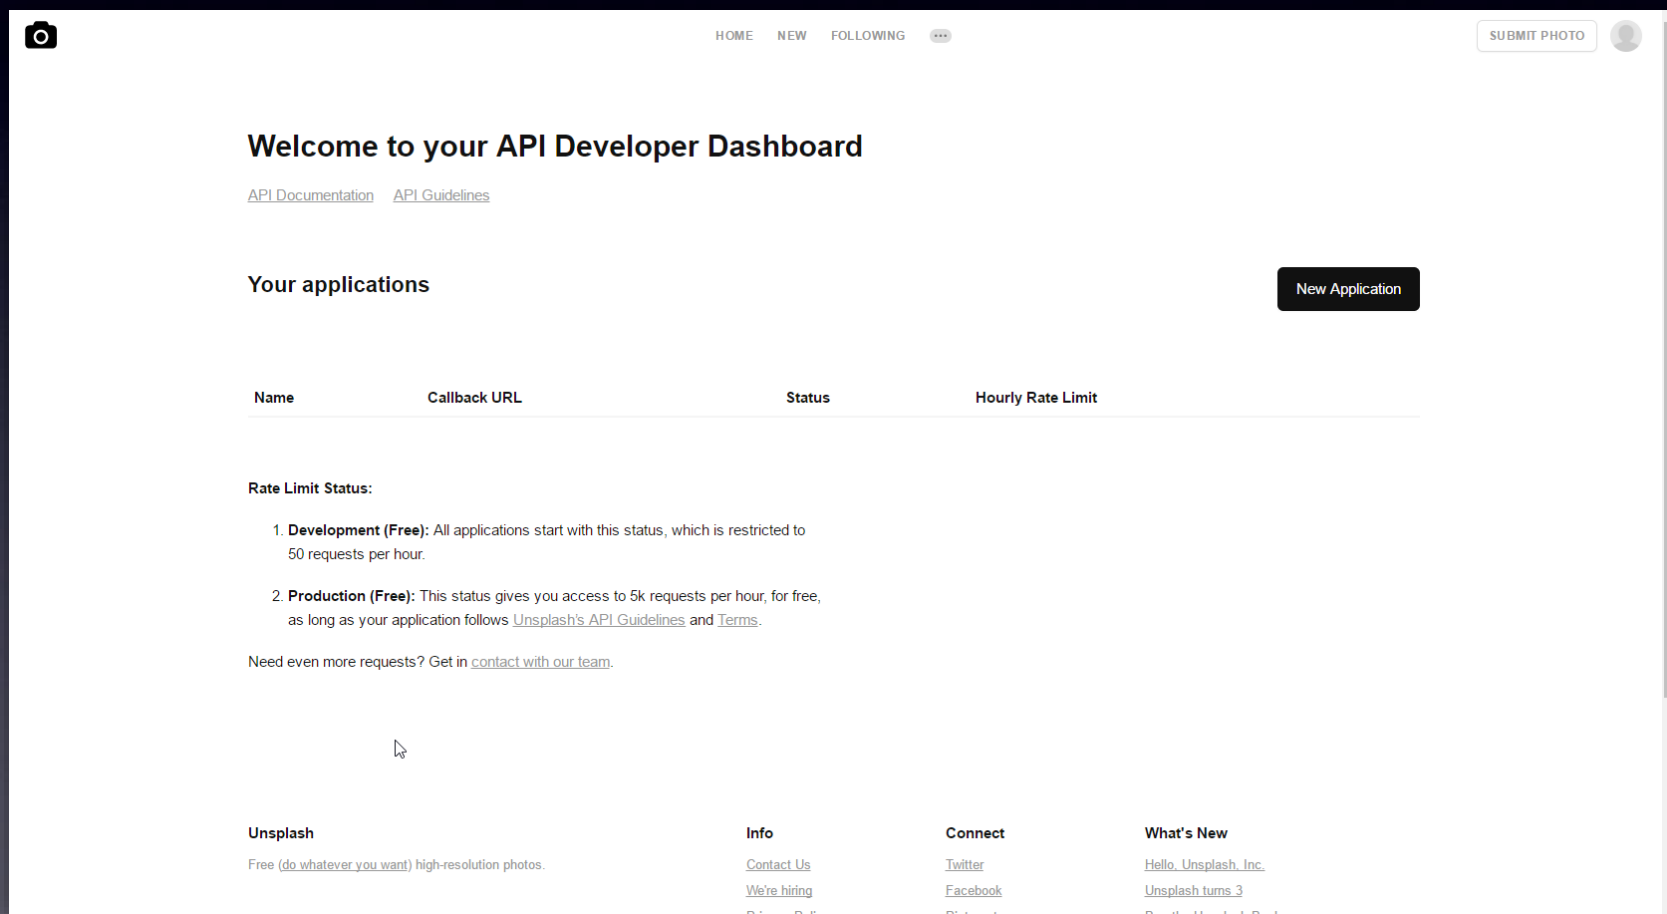 HOME NEW FOLLOWING
SUBMIT PHOTO
Welcome to your API Developer Dashboard
API Documentation API Guidelines
Your applications
New Application
Name Callback URL Status Hourly Rate Limit
Rate Limit Status:
1. Development (Free): All applications start with this status, which is restricted to
50 requests per hour.
2. Production (Free): This status gives you access to 5k requests per hour, for free,
as long as your application follows Unsplash's API Guidelines and Terms.
Need even more requests? Get in contact with our team.
Unsplash Info Connect What's New
Free (do whatever you want) high-resolution photos. Contact Us Twitter Hello, Unsplash, Inc.
We're hiring Facebook Unsplash turns 3